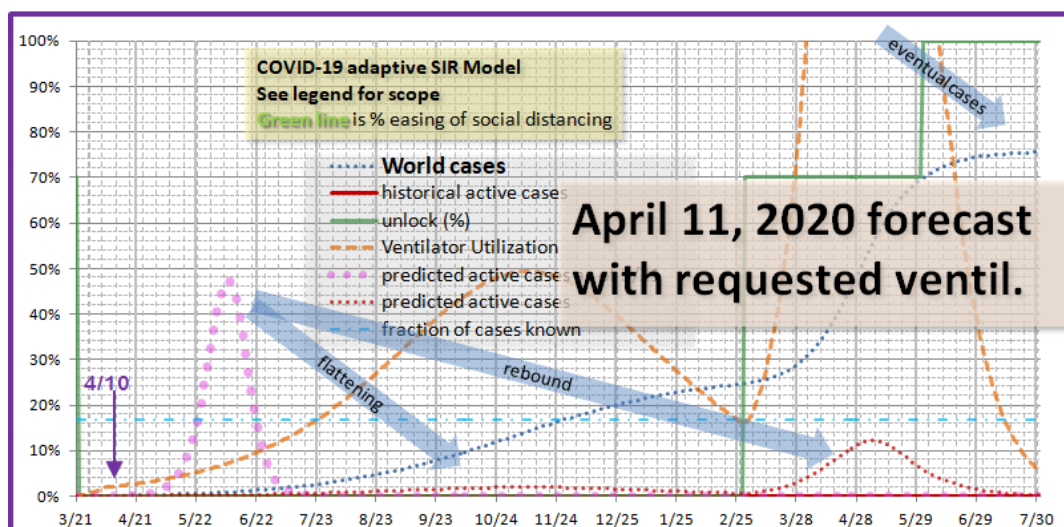 100%
90%
80%
70%
60%
50%
40%
30%
20%
10%
0%
COVID-19 adaptive SIR Model
See legend for scope
Green line is % easing of social distancing
eventual cases
World cases
historical active cases
unlock (%)
Ventilator Utilization
predicted active cases
predicted active cases
fraction of cases known
April 11, 2020 forecast
with requested ventil.
flattening
rebound
4/10
3/21 4/21 5/22 6/22 7/23 8/23 9/23 10/24 11/24 12/25 1/25 2/25 3/28 4/28 5/29 6/29 7/30